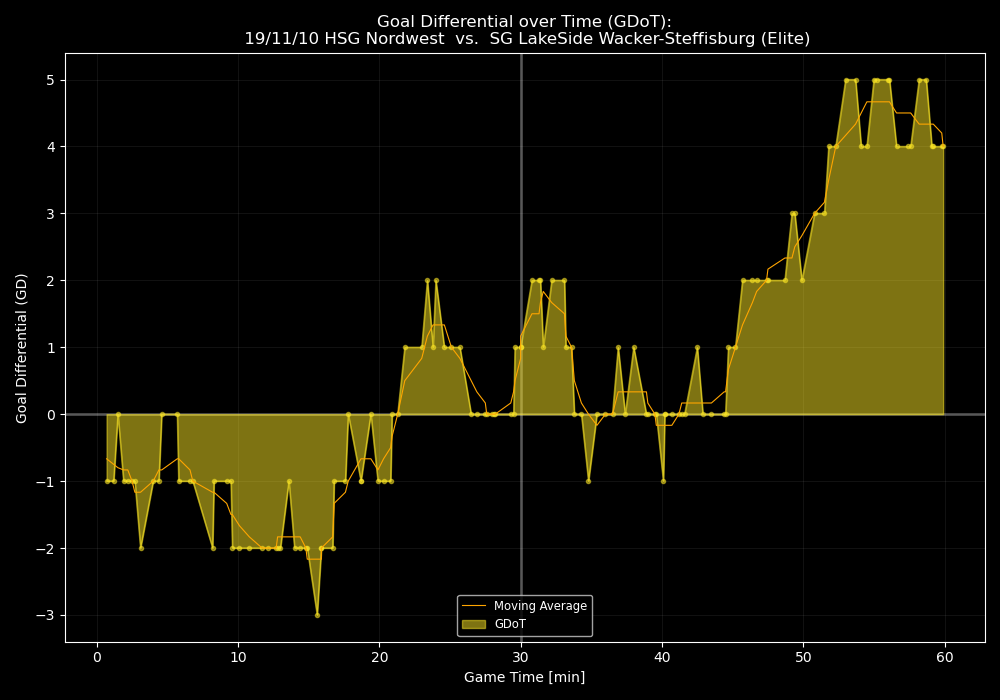 Goal Differential over Time (GDoT):
19/11/10 HSG Nordwest  vs.  SG LakeSide Wacker-Steffisburg (Elite)
Goal Differential (GD)
5
4
3
2
1
0
−1
−2
−3
0
10
20
30
40
50
60
Game Time [min]
Moving Average
GDoT